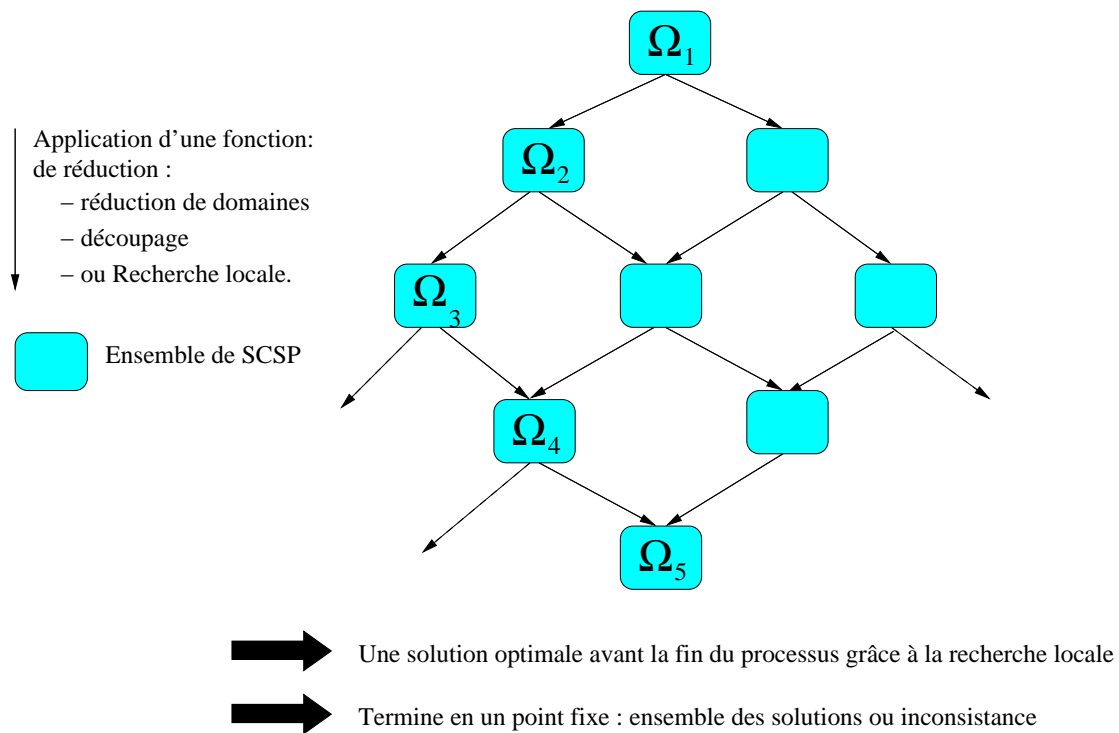 Ω1
Application d'une fonction:
de réduction :
Ω2
– réduction de domaines
– découpage
– ou Recherche locale.
Ω3
Ensemble de SCSP
Ω4
Ω5
Une solution optimale avant la fin du processus grâce à la recherche locale
Termine en un point fixe : ensemble des solutions ou inconsistance